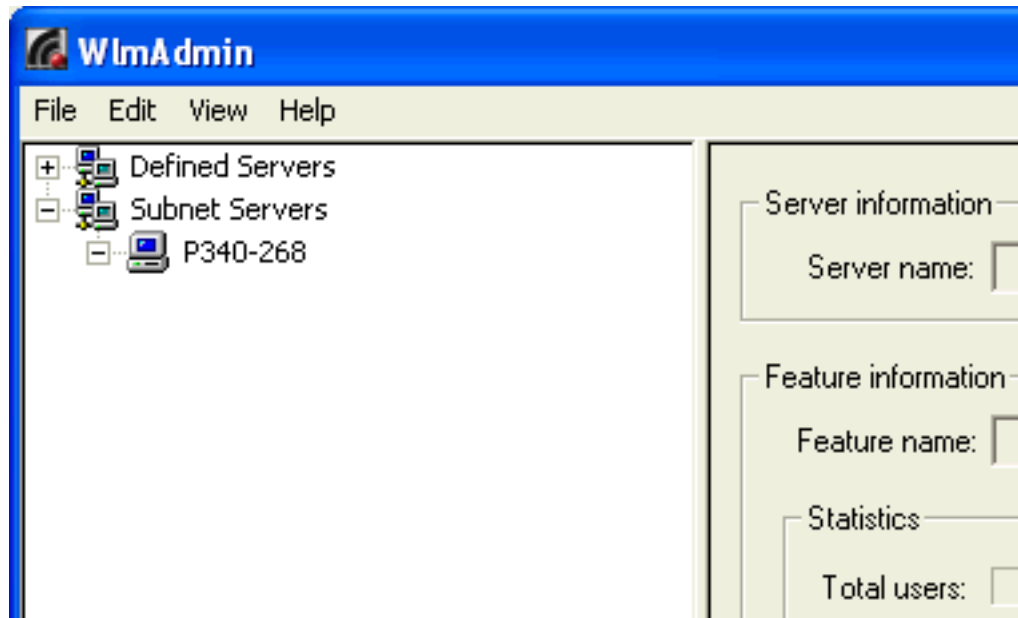 WlmAdmin
File Edit View Help
Defined Servers
Subnet Servers
P340-268
Server information
Server name:
Feature information
Feature name:
Statistics
Total users: